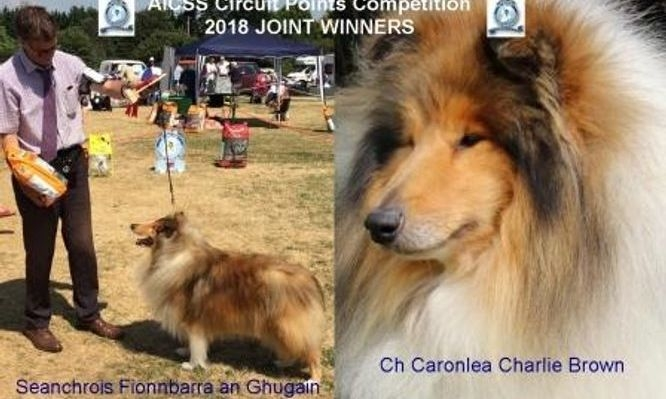 AICSS Circuit Points Competition
2018 JOINT WINNERS
Seanchrois Fionnbarra an Ghugain
Ch Caronlea Charlie Brown